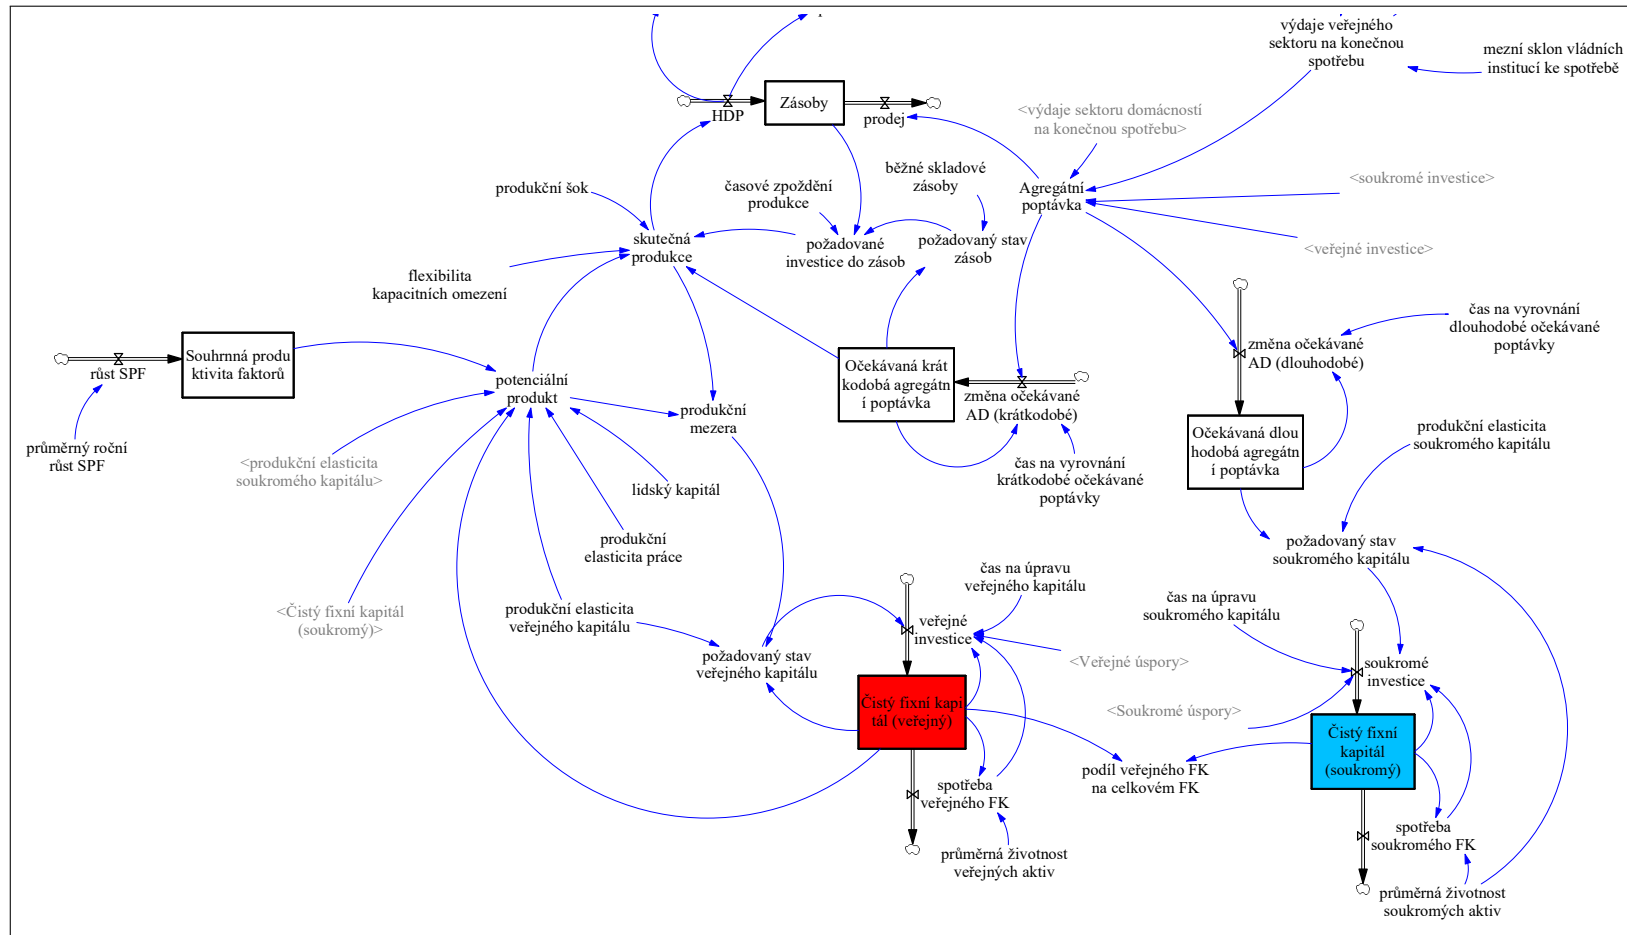 výdaje veřejného
sektoru na konečnou
spotřebu
mezní sklon vládních
institucí ke spotřebě
HDP
Zásoby
prodej
<výdaje sektoru domácností
na konečnou spotřebu>
běžné skladové
zásoby
časové zpoždění
produkce
produkční šok
Agregátní
poptávka
<soukromé investice>
skutečná
produkce
požadované
investice do zásob
požadovaný stav
zásob
<veřejné investice>
flexibilita
kapacitních omezení
čas na vyrovnání
dlouhodobé očekávané
poptávky
změna očekávané
AD (dlouhodobé)
Souhrnná produ
ktivita faktorů
růst SPF
Očekávaná krát
kodobá agregátn
í poptávka
potenciální
produkt
změna očekávané
AD (krátkodobé)
produkční
mezera
průměrný roční
růst SPF
Očekávaná dlou
hodobá agregátn
í poptávka
produkční elasticita
soukromého kapitálu
<produkční elasticita
soukromého kapitálu>
čas na vyrovnání
krátkodobé očekávané
poptávky
lidský kapitál
produkční
elasticita práce
požadovaný stav
soukromého kapitálu
čas na úpravu
veřejného kapitálu
čas na úpravu
soukromého kapitálu
<Čistý fixní kapitál
(soukromý)>
produkční elasticita
veřejného kapitálu
veřejné
investice
požadovaný stav
veřejného kapitálu
<Veřejné úspory>
soukromé
investice
Čistý fixní kapi
tál (veřejný)
<Soukromé úspory>
Čistý fixní
kapitál
(soukromý)
podíl veřejného FK
na celkovém FK
spotřeba
veřejného FK
spotřeba
soukromého FK
průměrná životnost
veřejných aktiv
průměrná životnost
soukromých aktiv